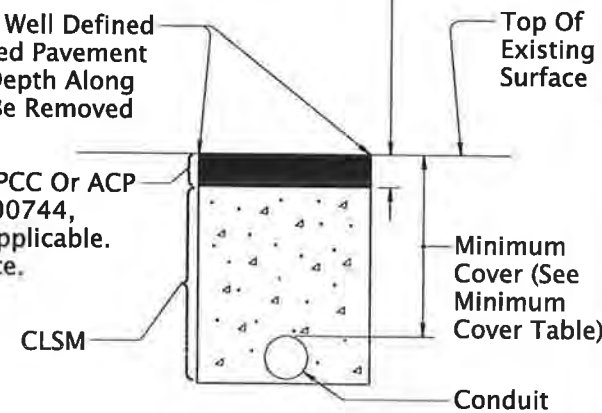 Well Defined
ed Pavement
Depth Along
Be Removed
Top Of
Existing
Surface
PCC Or ACP
00744,
pplicable.
te.
CLSM
Minimum
Cover (See
Minimum
Cover Table)
Conduit